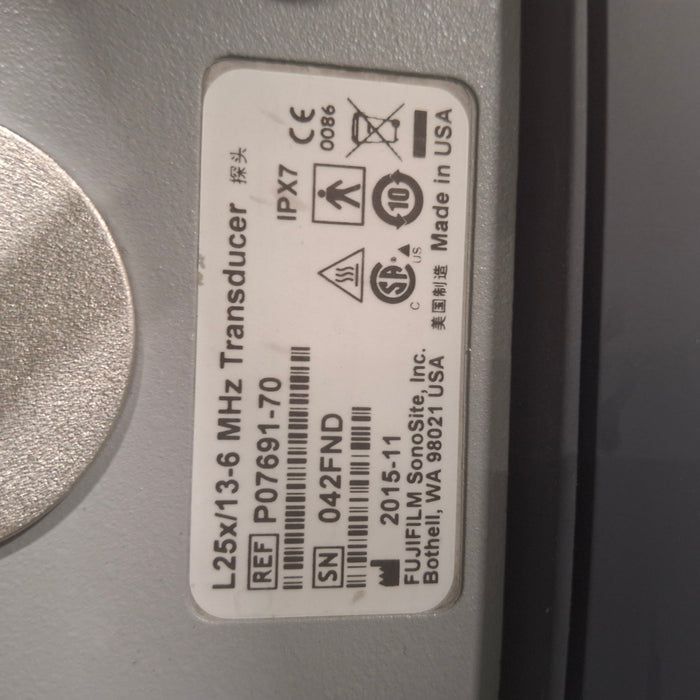 L25x/13-6 MHz Transducer 探头
REF P07691-70
IPX7
CE
0086
SN 042FND
10
SA
C US
2015-11
FUJIFILM SonoSite, Inc.
Bothell, WA 98021 USA
美国制造 Made in USA